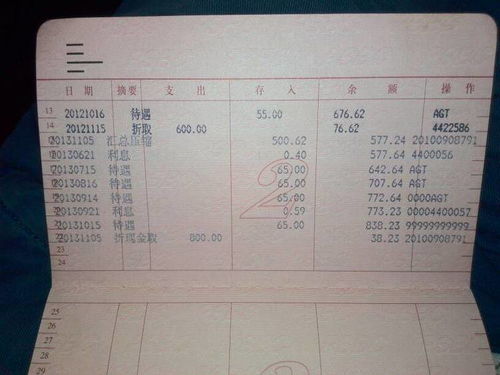 日期 摘要 支出 存入 余额 操作
13 20121016 待遇 55.00 676.62 AGT
14 20121115 折取 600.00 76.62 4422586
20131105 汇总压缩 500.62 577.24 20100908791
20130621 利息 0.40 577.64 4400056
20130715 待遇 65.00 642.64 AGT
20130816 待遇 65.00 707.64 AGT
20130914 待遇 65.00 772.64 0000AGT
20130921 利息 0.59 773.23 00004400057
20131015 待遇 65.00 838.23 99999999999
22 20131105 折现金取 800.00 38.23 20100908791
23
24
2
25
26
27
28
29